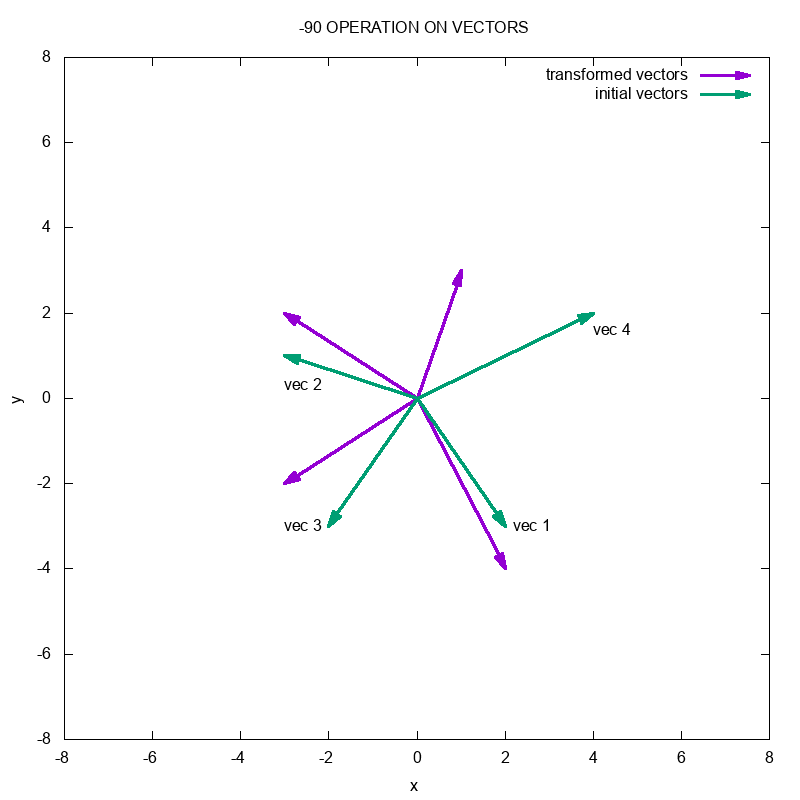 -90 OPERATION ON VECTORS
8
transformed vectors
initial vectors
6
4
2
vec 4
vec 2
0
y
-2
vec 3
vec 1
-4
-6
-8
-8 -6 -4 -2 0 2 4 6 8
x